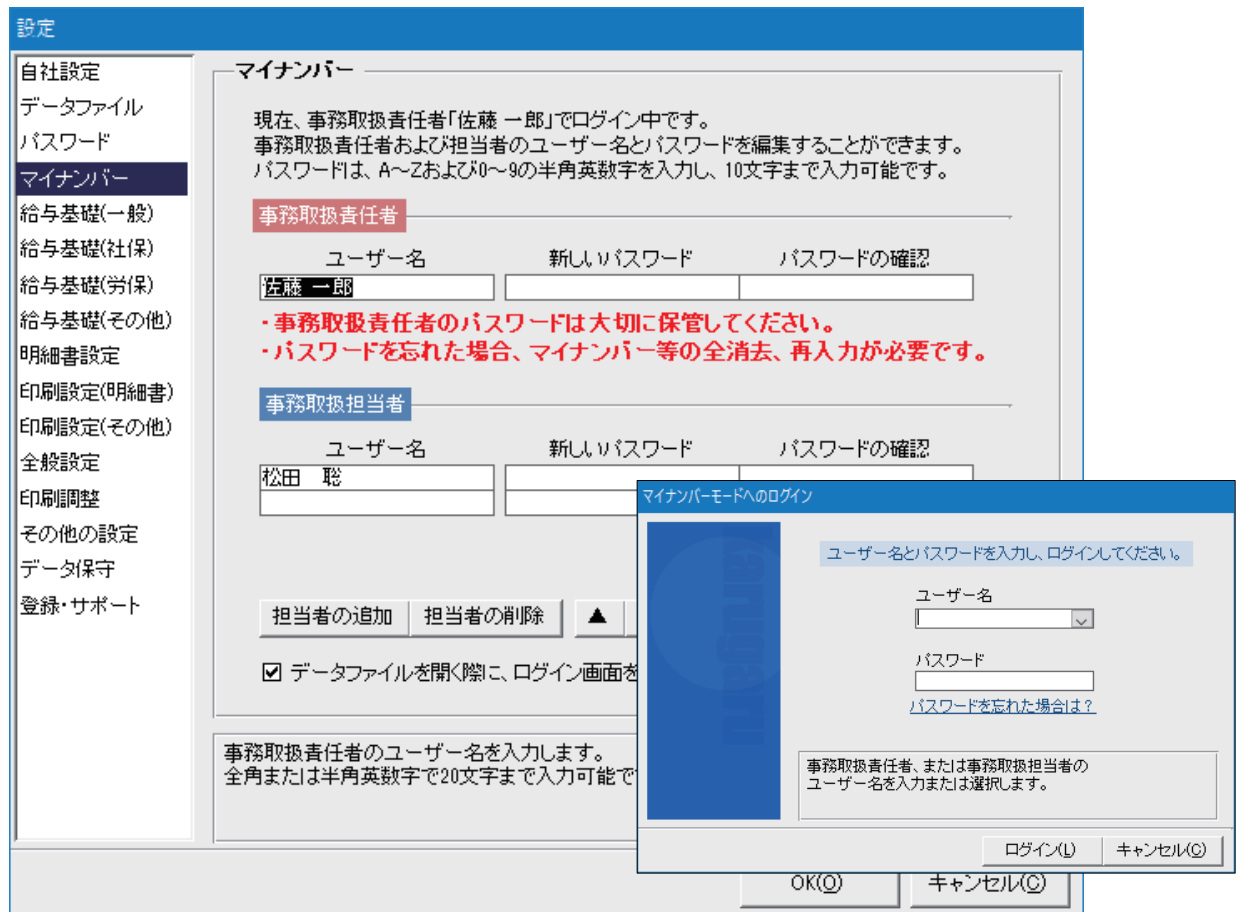 設定
自社設定
データファイル
パスワード
マイナンバー
給与基礎(一般)
給与基礎(社保)
給与基礎(労保)
給与基礎(その他)
明細書設定
印刷設定(明細書)
印刷設定(その他)
全般設定
印刷調整
その他の設定
データ保守
登録・サポート
マイナンバー
現在、事務取扱責任者「佐藤 一郎」でログイン中です。
事務取扱責任者および担当者のユーザー名とパスワードを編集することができます。
パスワードは、A～Zおよび0～9の半角英数字を入力し、10文字まで入力可能です。
事務取扱責任者
ユーザー名 新しいパスワード パスワードの確認
佐藤 一郎
・事務取扱責任者のパスワードは大切に保管してください。
・パスワードを忘れた場合、マイナンバー等の全消去、再入力が必要です。
事務取扱担当者
ユーザー名 新しいパスワード パスワードの確認
松田　聡
担当者の追加 担当者の削除 ▲
データファイルを開く際に、ログイン画面を
事務取扱責任者のユーザー名を入力します。
全角または半角英数字で20文字まで入力可能で
OK(O) キャンセル(C)
マイナンバーモードへのログイン
ユーザー名とパスワードを入力し、ログインしてください。
ユーザー名
パスワード
パスワードを忘れた場合は？
事務取扱責任者、または事務取扱担当者の
ユーザー名を入力または選択します。
ログイン(L) キャンセル(C)